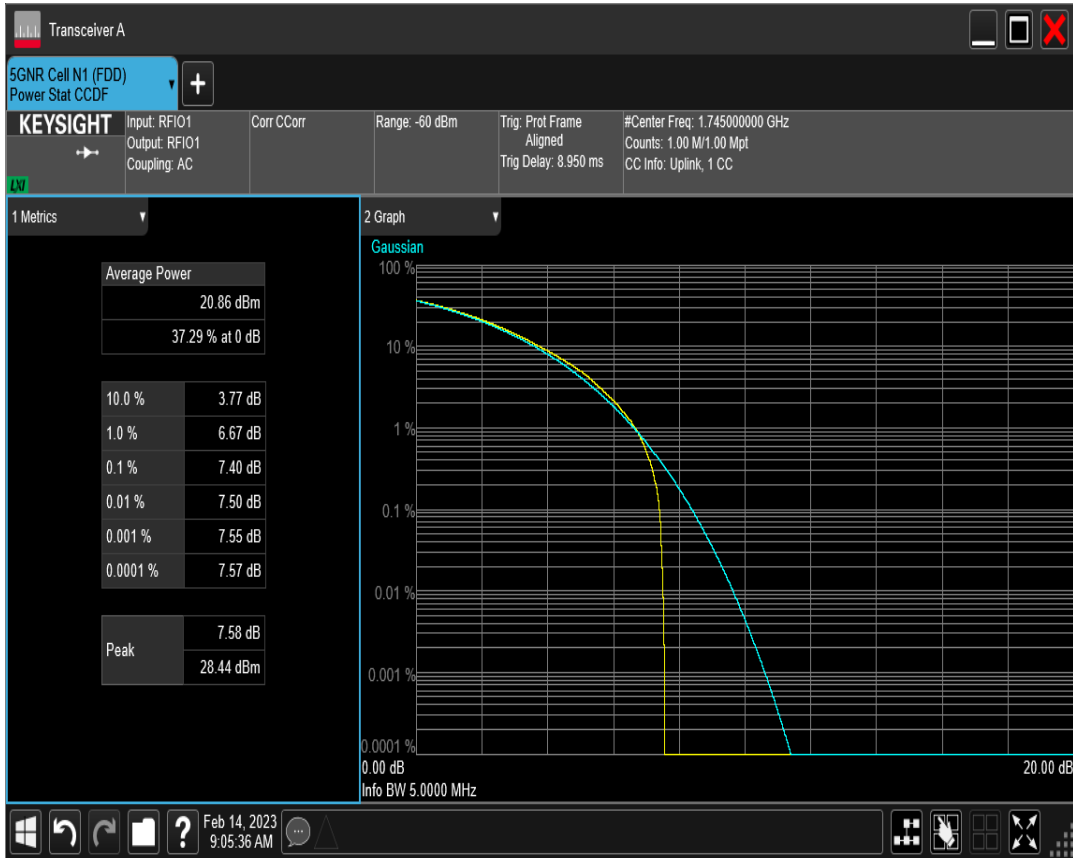 Transceiver A
5GNR Cell N1 (FDD)
Power Stat CCDF
+
KEYSIGHT
LXI
Input: RFIO1
Output: RFIO1
Coupling: AC
Corr CCorr
Range: -60 dBm
Trig: Prot Frame
Aligned
Trig Delay: 8.950 ms
#Center Freq: 1.745000000 GHz
Counts: 1.00 M/1.00 Mpt
CC Info: Uplink, 1 CC
1 Metrics
Average Power
20.86 dBm
37.29 % at 0 dB
10.0 % 3.77 dB
1.0 % 6.67 dB
0.1 % 7.40 dB
0.01 % 7.50 dB
0.001 % 7.55 dB
0.0001 % 7.57 dB
Peak
7.58 dB
28.44 dBm
2 Graph
Gaussian
100 %
10 %
1 %
0.1 %
0.01 %
0.001 %
0.0001 %
0.00 dB
20.00 dB
Info BW 5.0000 MHz
?
Feb 14, 2023
9:05:36 AM